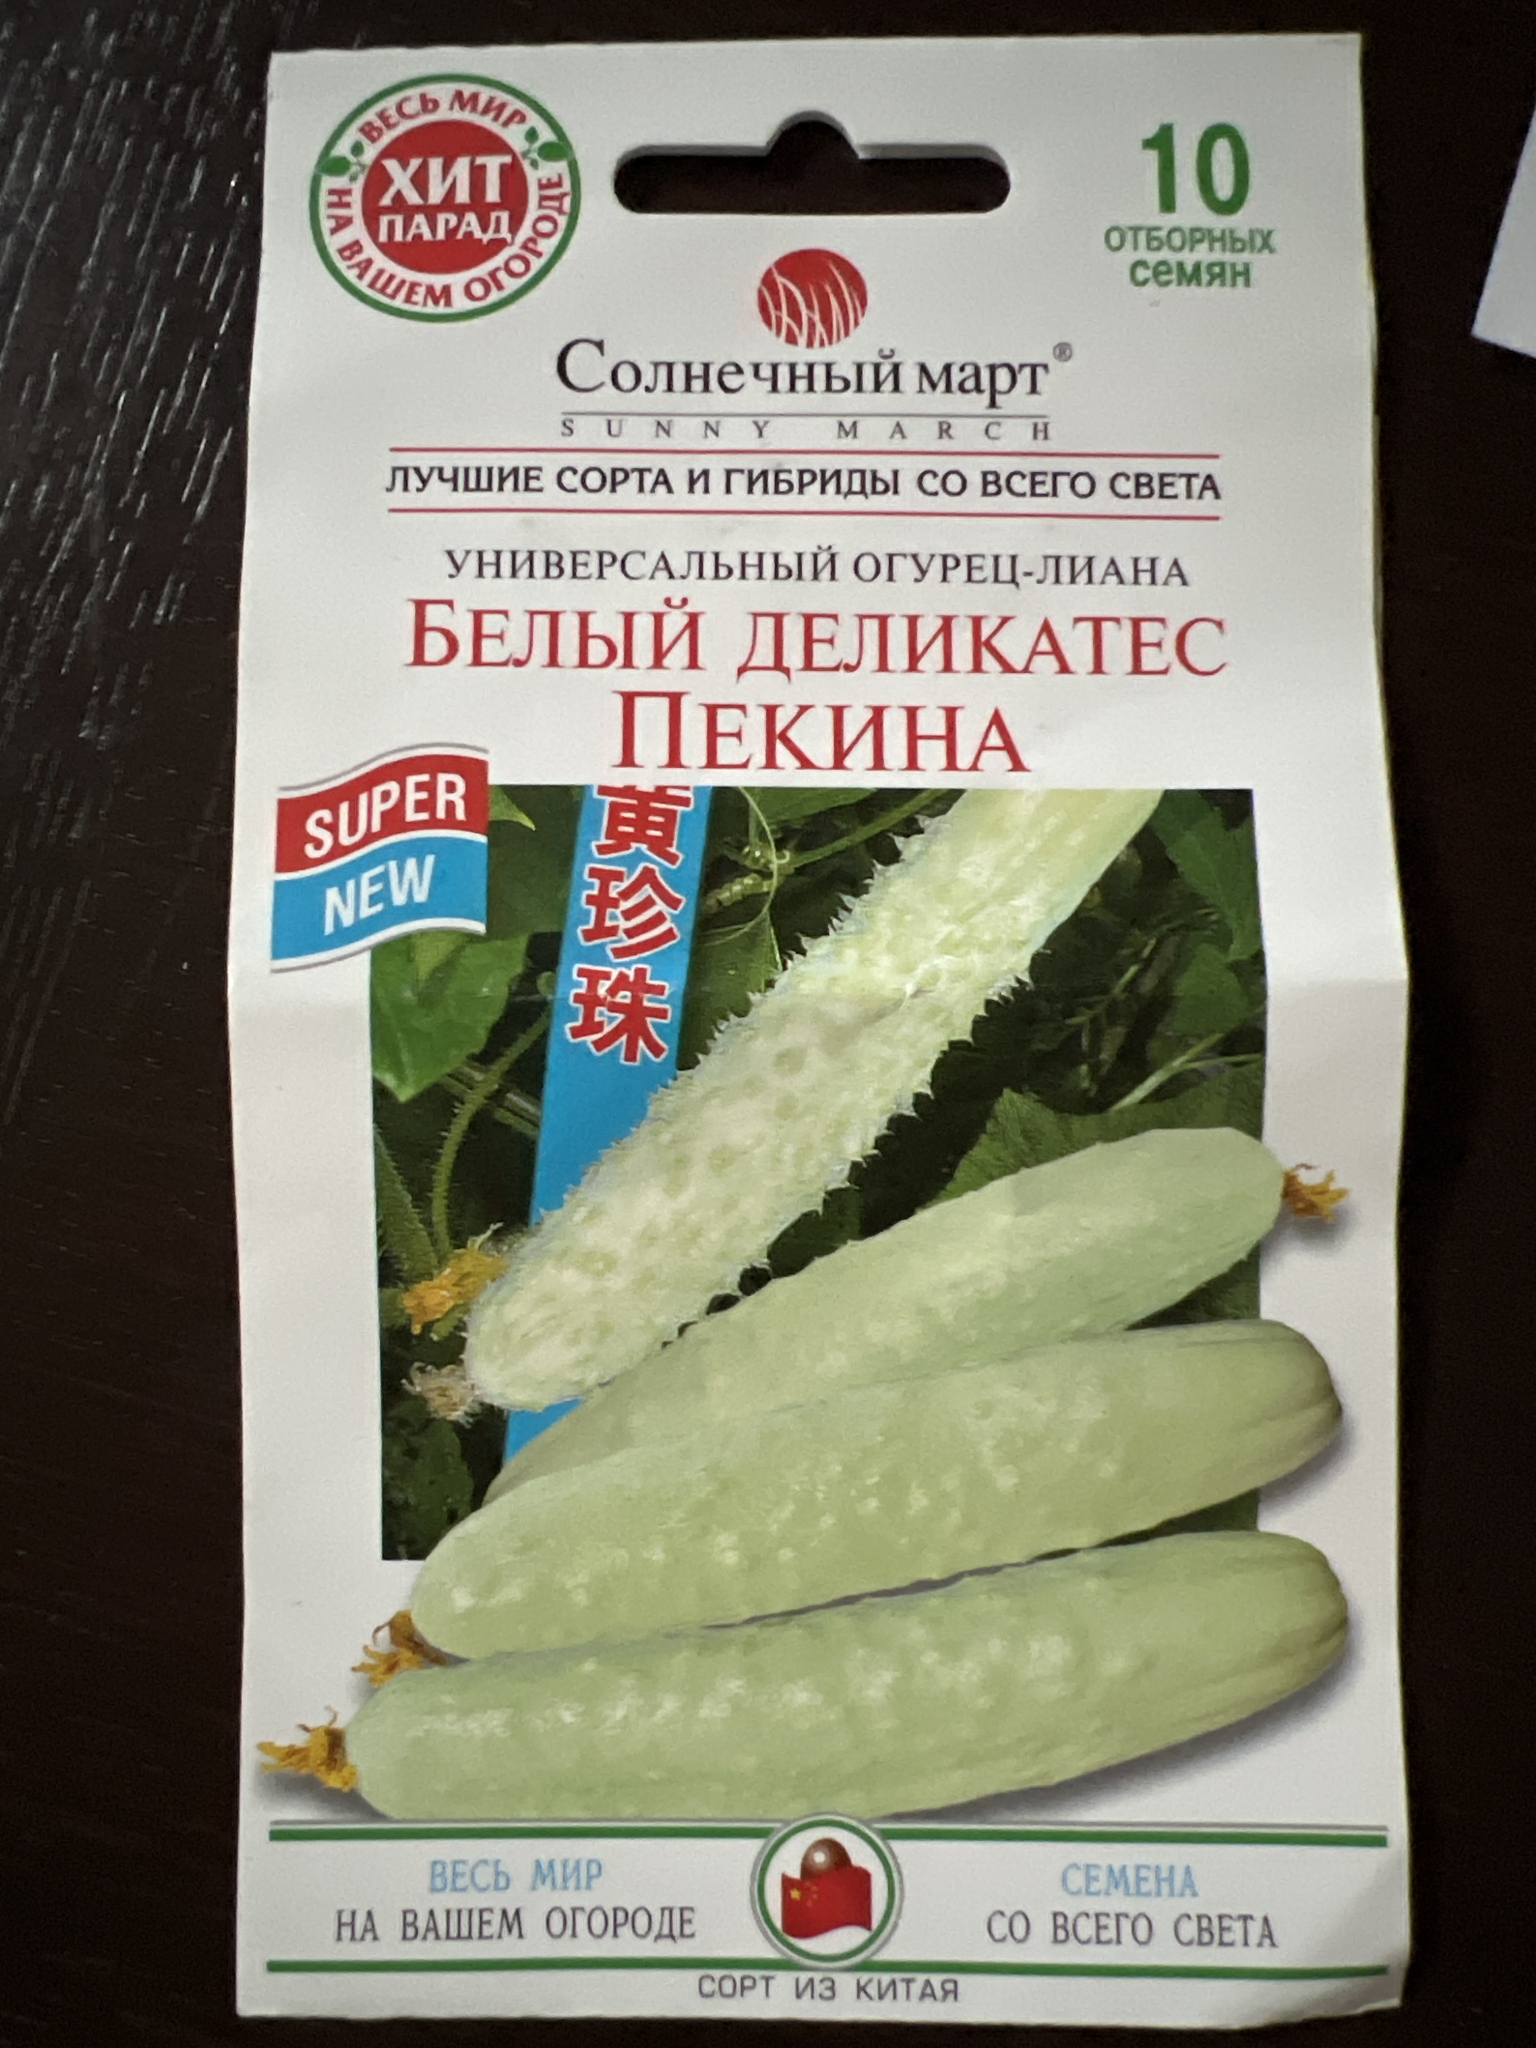 ВЕСЬ МИР
НА ВАШЕМ ОГОРОДЕ
ХИТ
ПАРАД
10
ОТБОРНЫХ
семян
Солнечный март®
SUNNY MARCH
ЛУЧШИЕ СОРТА И ГИБРИДЫ СО ВСЕГО СВЕТА
УНИВЕРСАЛЬНЫЙ ОГУРЕЦ-ЛИАНА
БЕЛЫЙ ДЕЛИКАТЕС
ПЕКИНА
SUPER
NEW
黄珍珠
ВЕСЬ МИР
НА ВАШЕМ ОГОРОДЕ
СЕМЕНА
СО ВСЕГО СВЕТА
СОРТ ИЗ КИТАЯ